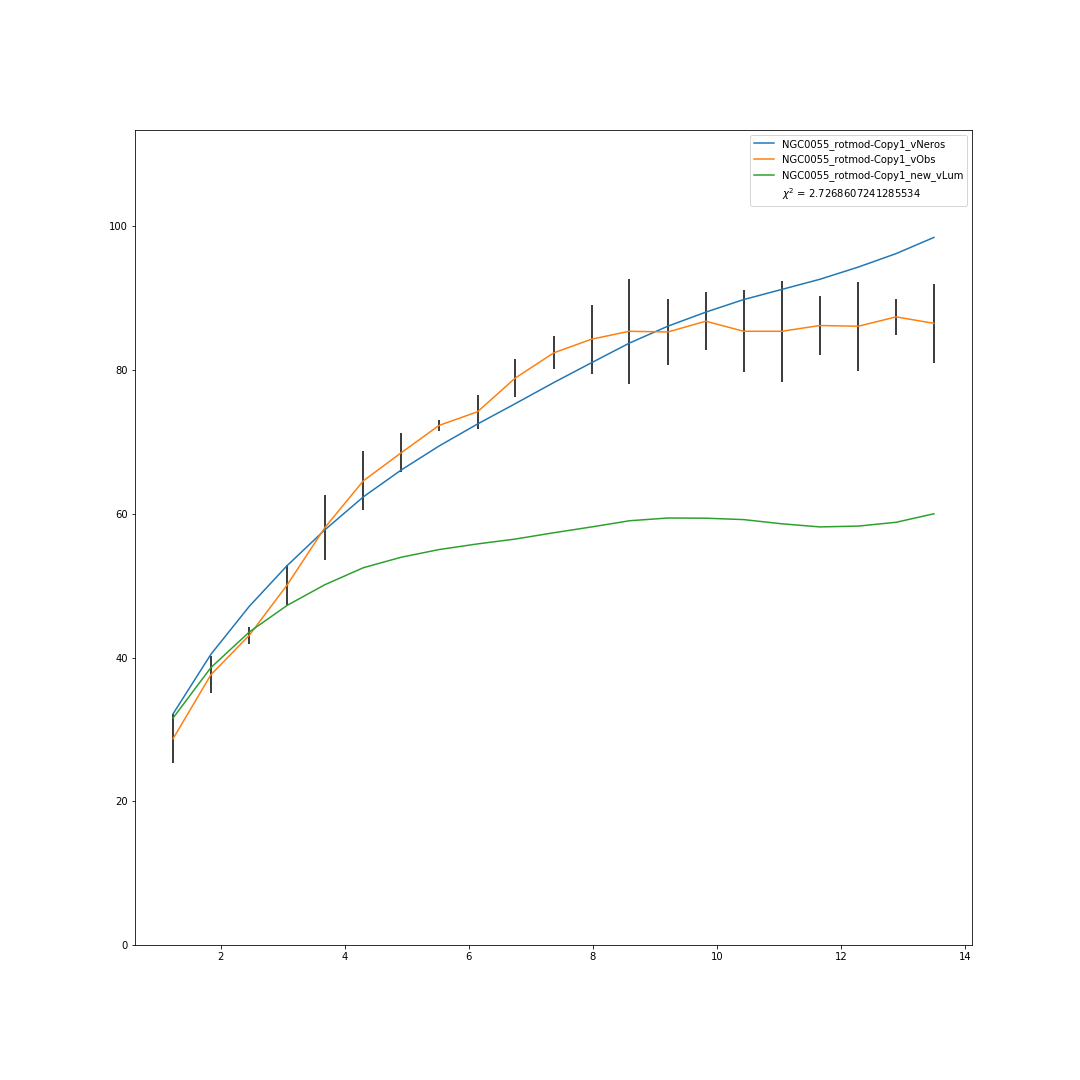 NGC0055_rotmod-Copy1_vNeros
NGC0055_rotmod-Copy1_vObs
NGC0055_rotmod-Copy1_new_vLum
χ² = 2.7268607241285534
100
80
60
40
20
0
2 4 6 8 10 12 14